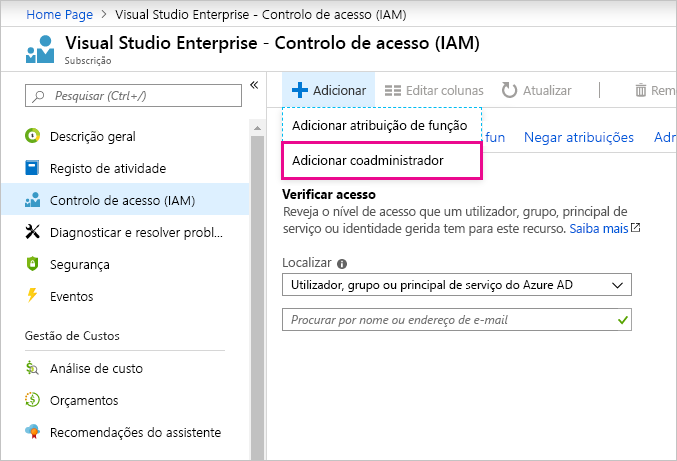 Home Page > Visual Studio Enterprise - Controlo de acesso (IAM)
Visual Studio Enterprise - Controlo de acesso (IAM)
Subscrição
Pesquisar (Ctrl+/)
«
Descrição geral
Registo de atividade
Controlo de acesso (IAM)
Diagnosticar e resolver probl...
Segurança
Eventos
Gestão de Custos
Análise de custo
Orçamentos
Recomendações do assistente
Adicionar
Editar colunas
Atualizar
Rem
Adicionar atribuição de função
Adicionar coadministrador
fun
Negar atribuições
Adr
Verificar acesso
Reveja o nível de acesso que um utilizador, grupo, principal de
serviço ou identidade gerida tem para este recurso. Saiba mais
Localizar
Utilizador, grupo ou principal de serviço do Azure AD
Procurar por nome ou endereço de e-mail